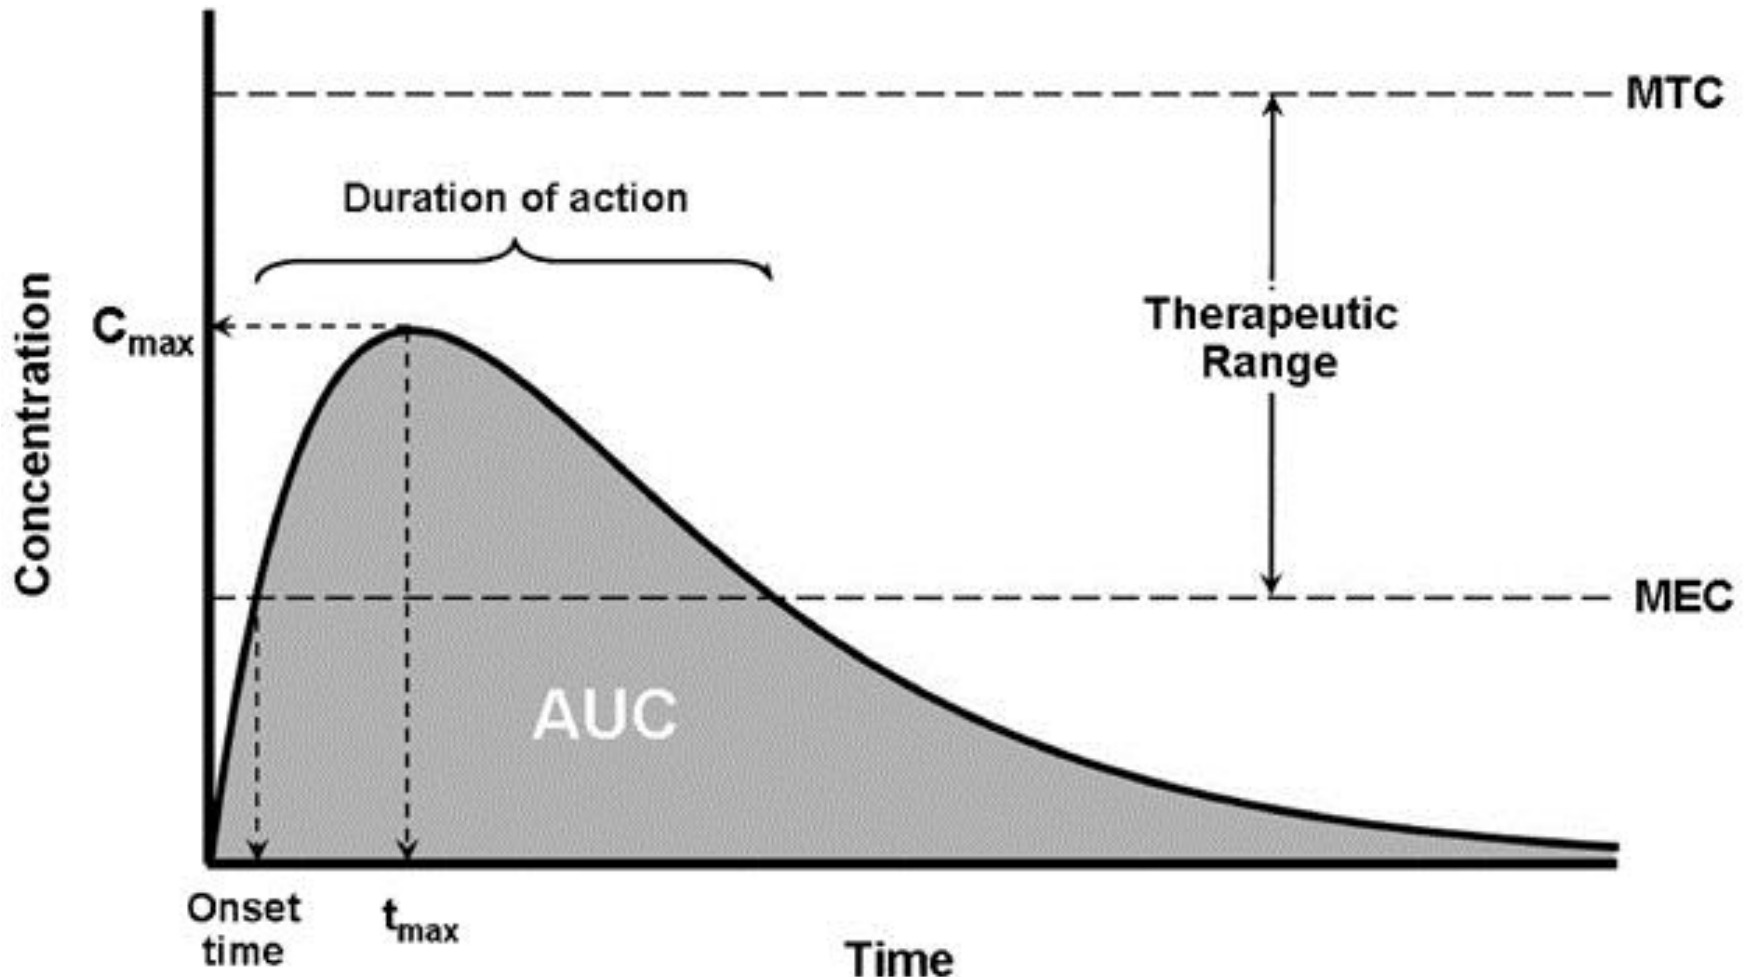 MTC
Duration of action
Concentration
Cmax
Therapeutic
Range
MEC
AUC
Onset
time
tmax
Time